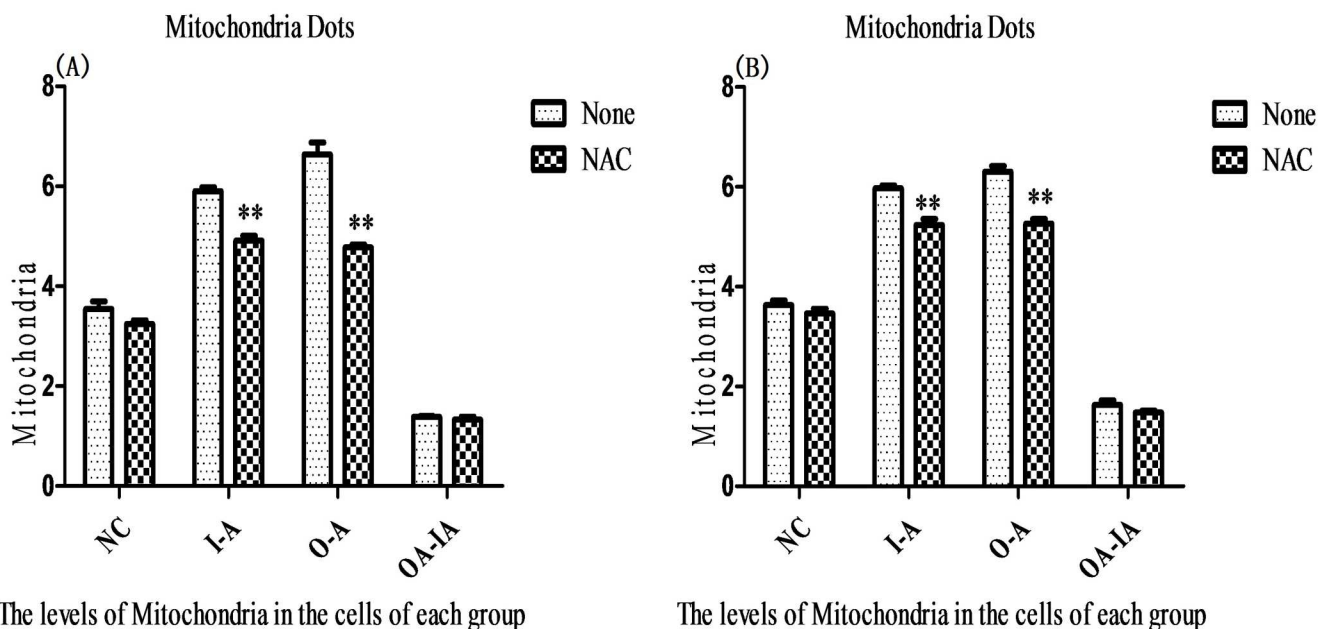 Mitochondria Dots
(A)
8
6
4
2
0
Mitochondria
None
NAC
**
**
NC
I-A
O-A
OA-IA
The levels of Mitochondria in the cells of each group
Mitochondria Dots
(B)
8
6
4
2
0
Mitochondria
None
NAC
**
**
NC
I-A
O-A
OA-IA
The levels of Mitochondria in the cells of each group